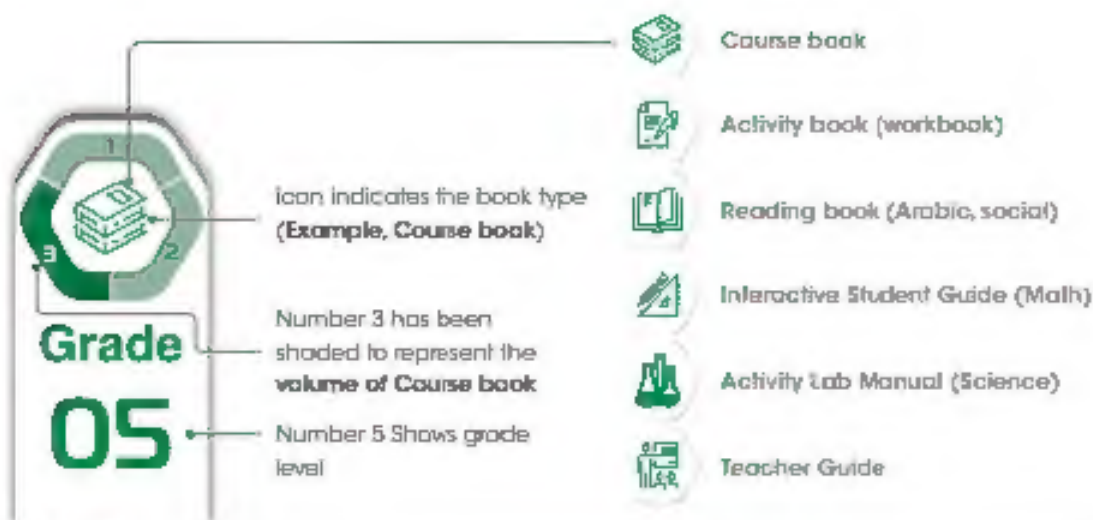 1
3
2
Grade
05
icon indicates the book type
(Example, Course book)
Number 3 has been
shaded to represent the
volume of Course book
Number 5 Shows grade
level
Course book
Activity book (workbook)
Reading book (Arabic, social)
Interactive Student Guide (Math)
Activity Lab Manual (Science)
Teacher Guide